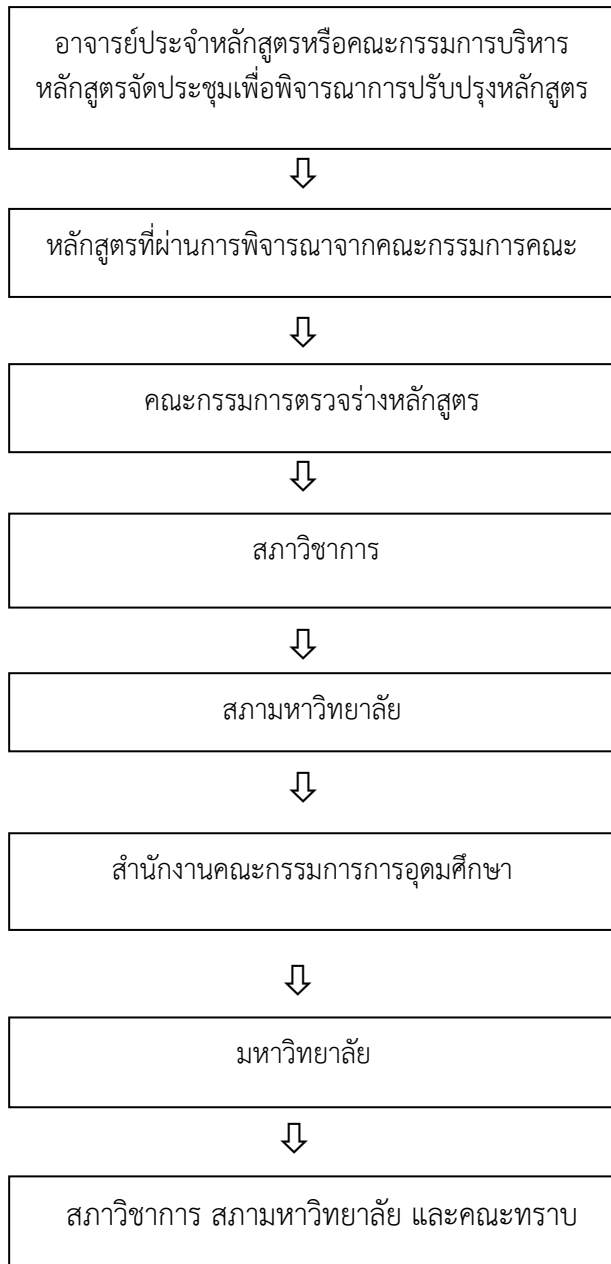 อาจารย์ประจำหลักสูตรหรือคณะกรรมการบริหาร
หลักสูตรจัดประชุมเพื่อพิจารณาการปรับปรุงหลักสูตร
หลักสูตรที่ผ่านการพิจารณาจากคณะกรรมการคณะ
คณะกรรมการตรวจร่างหลักสูตร
สภาวิชาการ
สภามหาวิทยาลัย
สำนักงานคณะกรรมการการอุดมศึกษา
มหาวิทยาลัย
สภาวิชาการ สภามหาวิทยาลัย และคณะทราบ